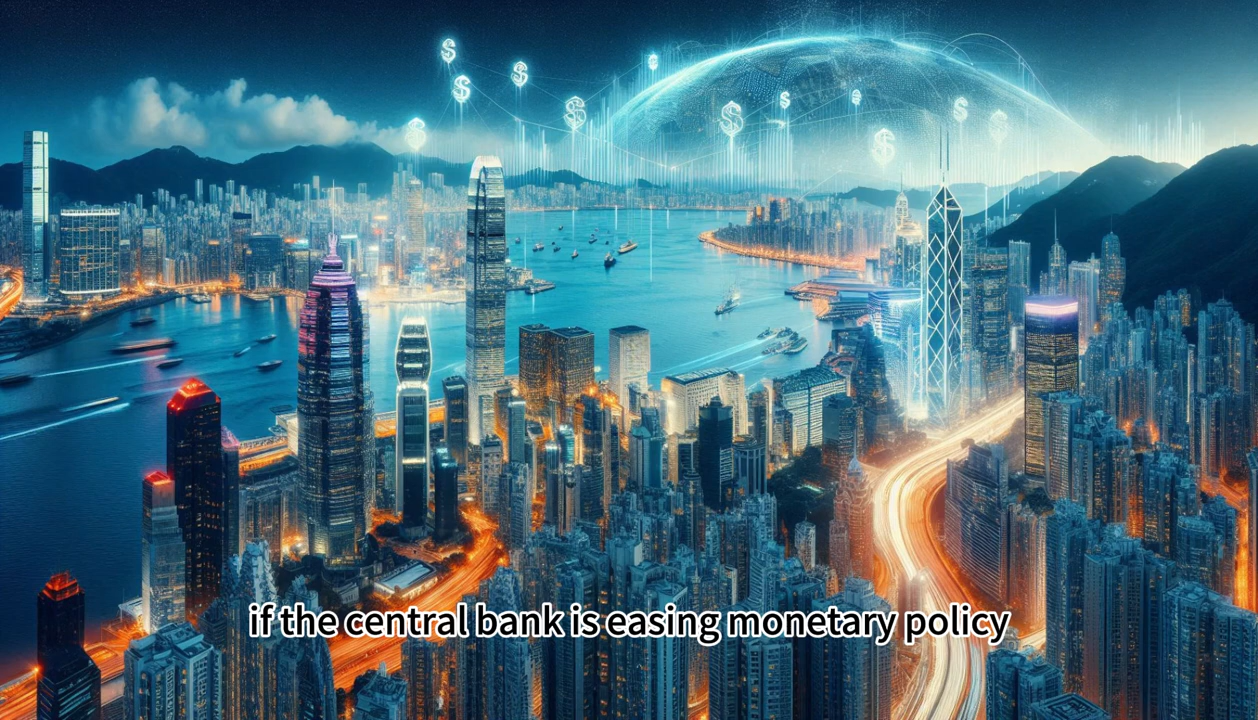 if the central bank is easing monetary policy